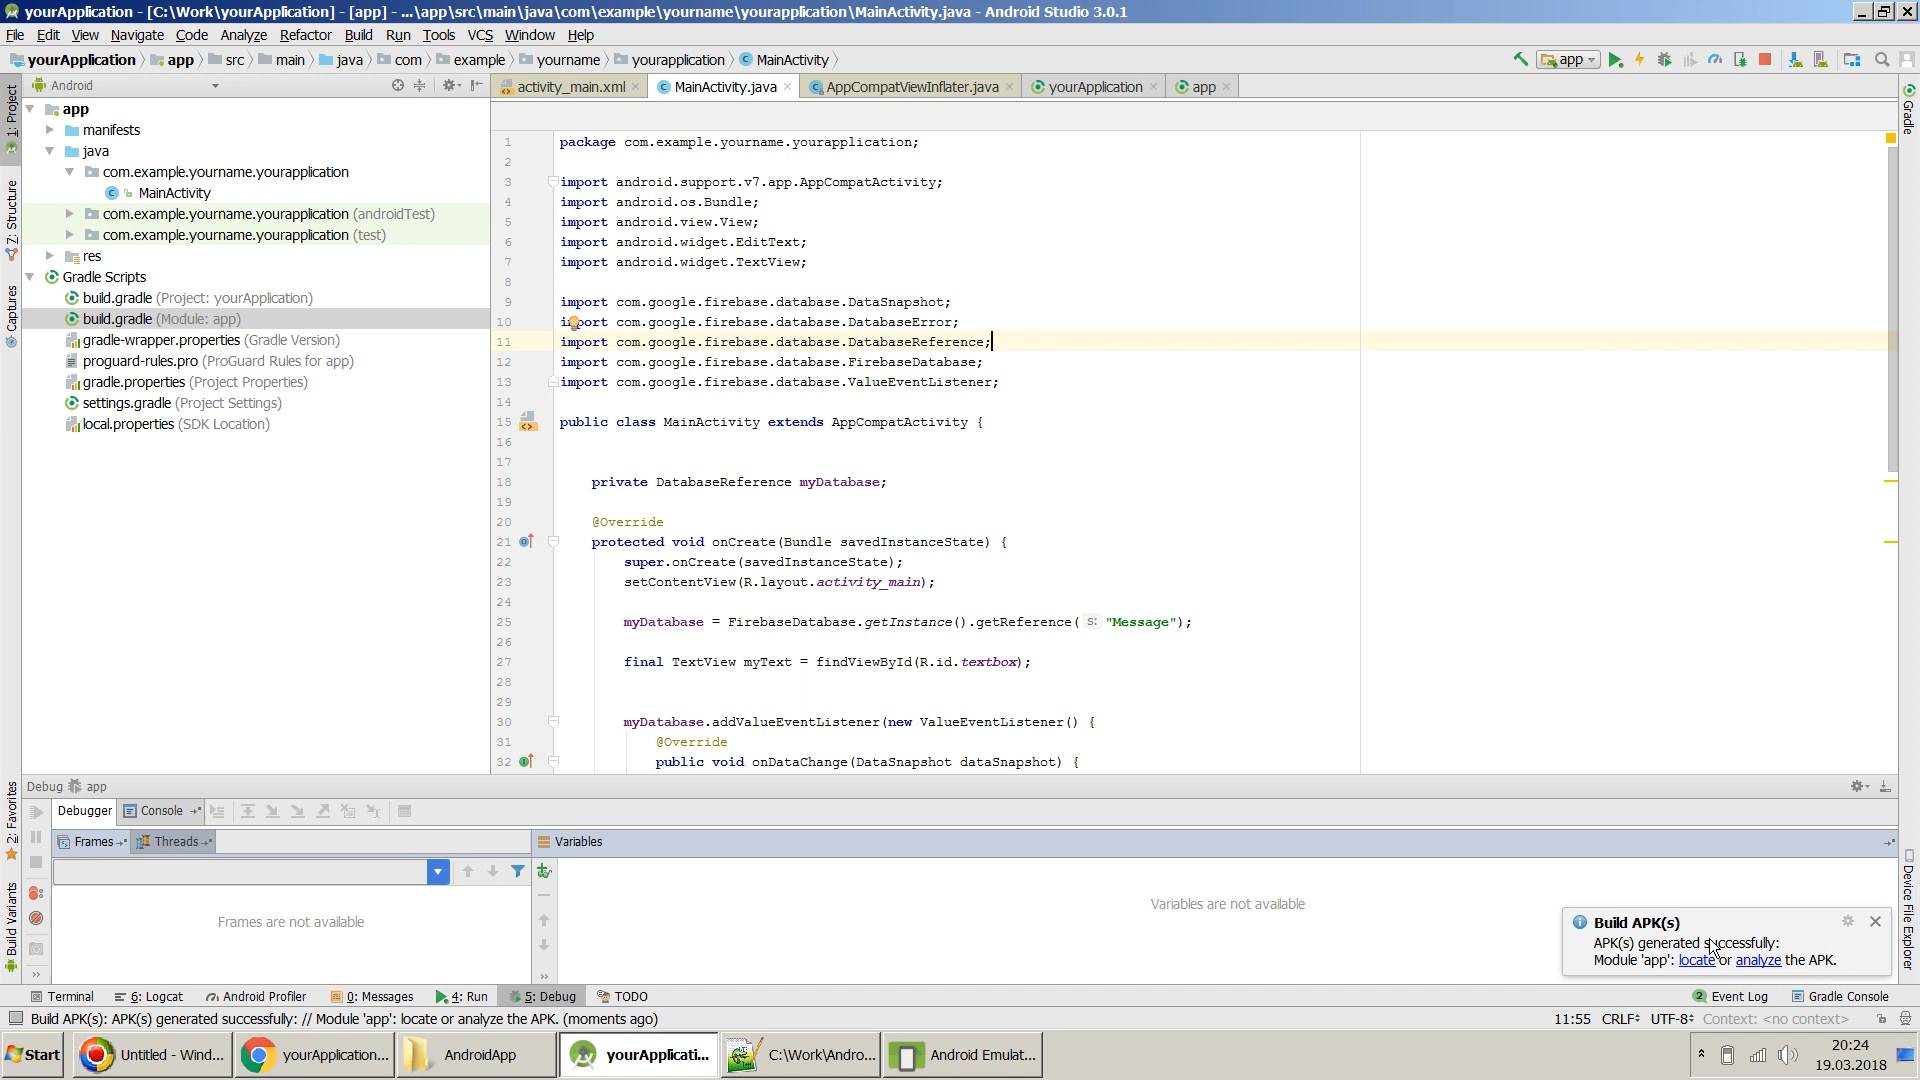 yourApplication - [C:\Work\yourApplication] - [app] - ...\app\src\main\java\com\example\yourname\yourapplication\MainActivity.java - Android Studio 3.0.1
File Edit View Navigate Code Analyze Refactor Build Run Tools VCS Window Help
yourApplication app src main java com example yourname yourapplication MainActivity app
Android
activity_main.xml MainActivity.java AppCompatViewInflater.java yourApplication app
1: Project
Z: Structure
Captures
2: Favorites
Build Variants
app
manifests
java
com.example.yourname.yourapplication
MainActivity
com.example.yourname.yourapplication (androidTest)
com.example.yourname.yourapplication (test)
res
Gradle Scripts
build.gradle (Project: yourApplication)
build.gradle (Module: app)
gradle-wrapper.properties (Gradle Version)
proguard-rules.pro (ProGuard Rules for app)
gradle.properties (Project Properties)
settings.gradle (Project Settings)
local.properties (SDK Location)
1 package com.example.yourname.yourapplication;
2
3 import android.support.v7.app.AppCompatActivity;
4 import android.os.Bundle;
5 import android.view.View;
6 import android.widget.EditText;
7 import android.widget.TextView;
8
9 import com.google.firebase.database.DataSnapshot;
10 import com.google.firebase.database.DatabaseError;
11 import com.google.firebase.database.DatabaseReference;
12 import com.google.firebase.database.FirebaseDatabase;
13 import com.google.firebase.database.ValueEventListener;
14
15 public class MainActivity extends AppCompatActivity {
16
17
18 private DatabaseReference myDatabase;
19
20 @Override
21 protected void onCreate(Bundle savedInstanceState) {
22 super.onCreate(savedInstanceState);
23 setContentView(R.layout.activity_main);
24
25 myDatabase = FirebaseDatabase.getInstance().getReference( s: "Message");
26
27 final TextView myText = findViewById(R.id.textbox);
28
29
30 myDatabase.addValueEventListener(new ValueEventListener() {
31 @Override
32 public void onDataChange(DataSnapshot dataSnapshot) {
Gradle
Device File Explorer
Debug app
Debugger Console
Frames Threads Variables
Frames are not available
Variables are not available
Build APK(s)
APK(s) generated successfully:
Module 'app': locate or analyze the APK.
Terminal 6: Logcat Android Profiler 0: Messages 4: Run 5: Debug TODO 2 Event Log Gradle Console
Build APK(s): APK(s) generated successfully: // Module 'app': locate or analyze the APK. (moments ago) 11:55 CRLF UTF-8 Context: <no context>
Start Untitled - Wind... yourApplication... AndroidApp yourApplicati... C:\Work\Andro... Android Emulat... 20:24
19.03.2018